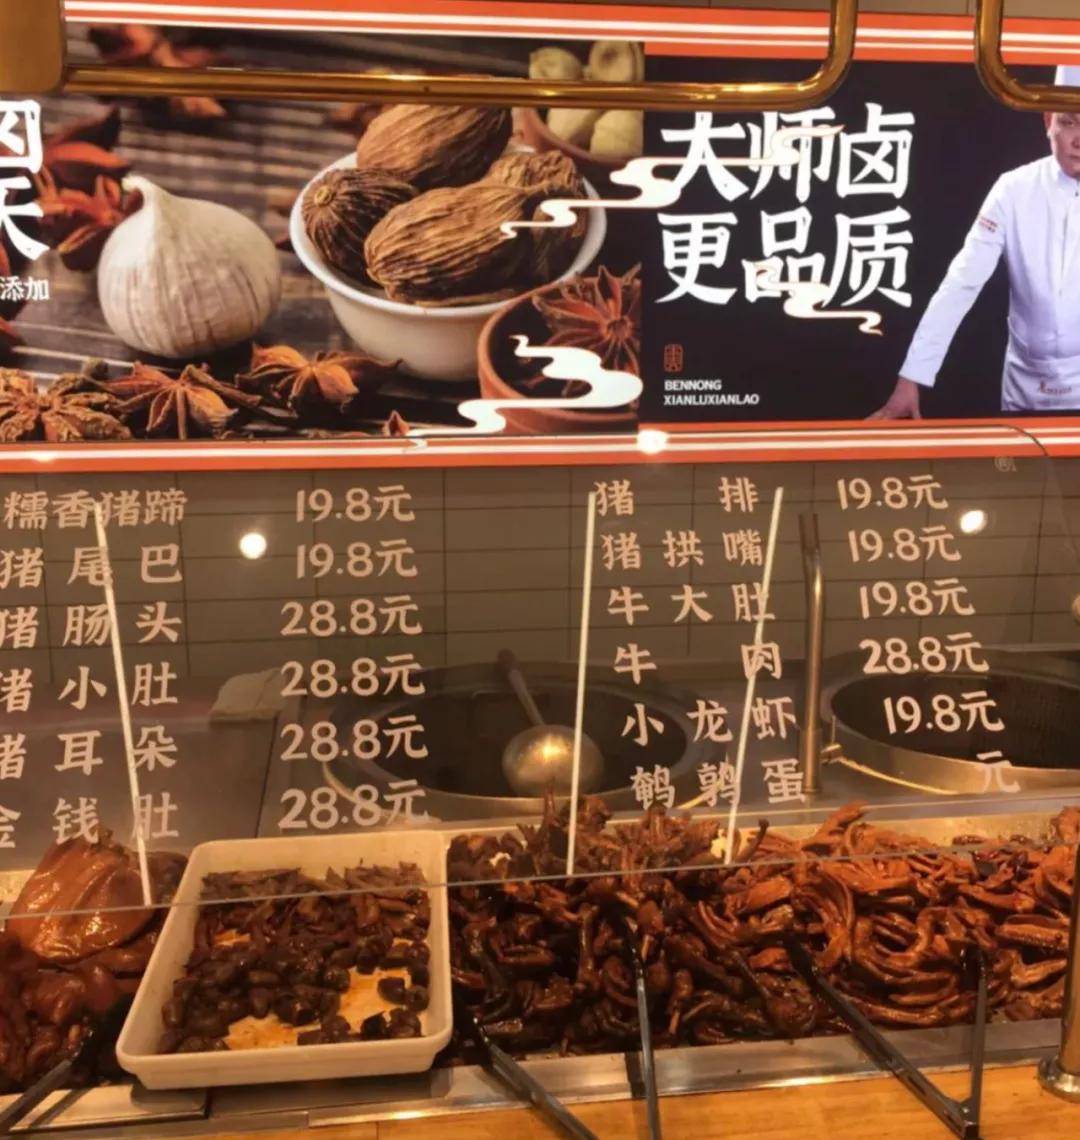 添加
大师卤
更品质
BENNONG
XIANLUXIANLAO
糯香猪蹄 19.8元
猪尾巴 19.8元
猪肠头 28.8元
猪小肚 28.8元
猪耳朵 28.8元
金钱肚 28.8元
猪排 19.8元
猪拱嘴 19.8元
牛大肚 19.8元
牛肉 28.8元
小龙虾 19.8元
鹌鹑蛋 元